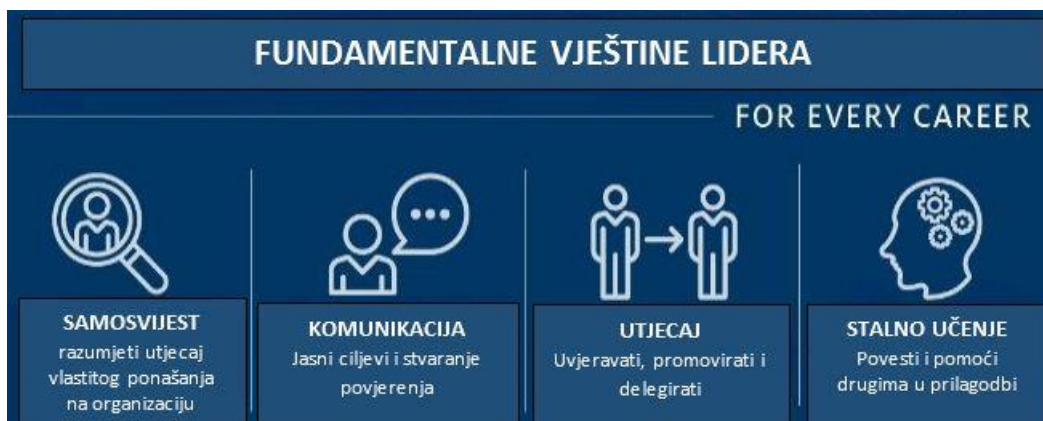 FUNDAMENTALNE VJEŠTINE LIDERA
FOR EVERY CAREER
SAMOSVIJEST
razumjeti utjecaj
vlastitog ponašanja
na organizaciju
KOMUNIKACIJA
Jasni ciljevi i stvaranje
povjerenja
UTJECAJ
Uvjeravati, promovirati i
delegirati
STALNO UČENJE
Povesti i pomoći
drugima u prilagodbi